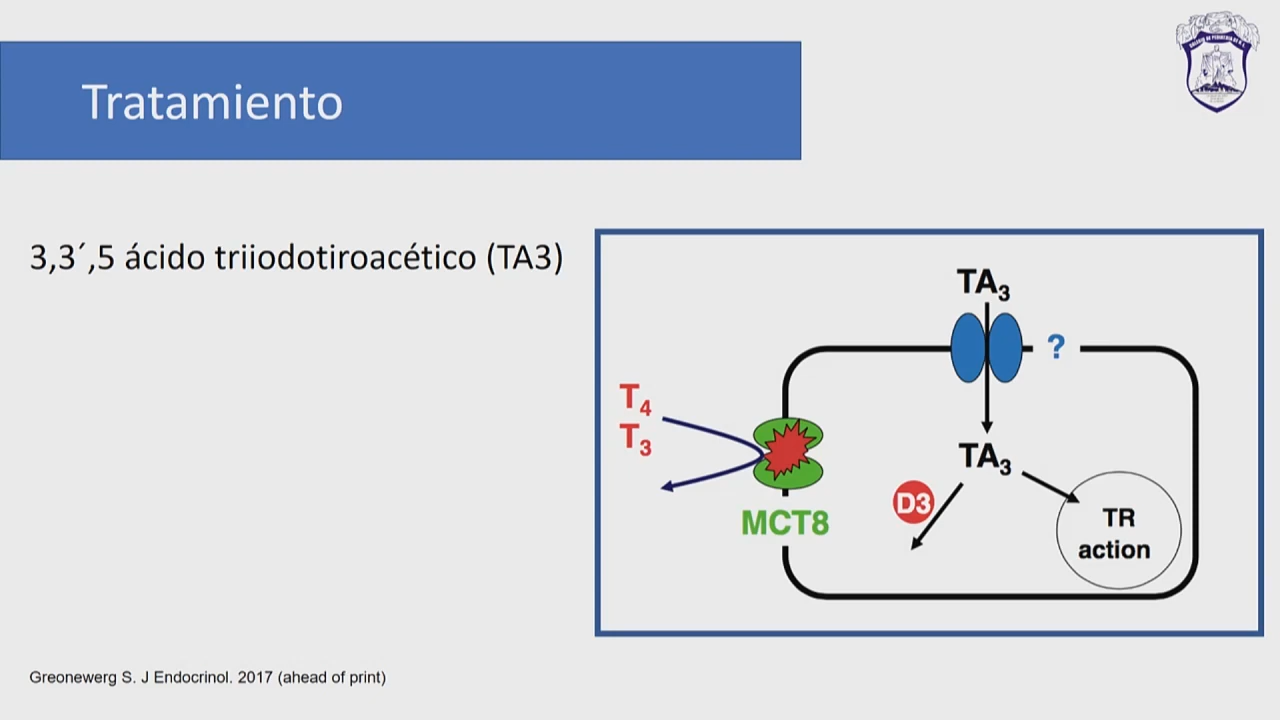 Tratamiento
3,3´,5 ácido triiodotiroacético (TA3)
TA3
?
T4
T3
MCT8
TA3
D3
TR
action
Greonewerg S. J Endocrinol. 2017 (ahead of print)